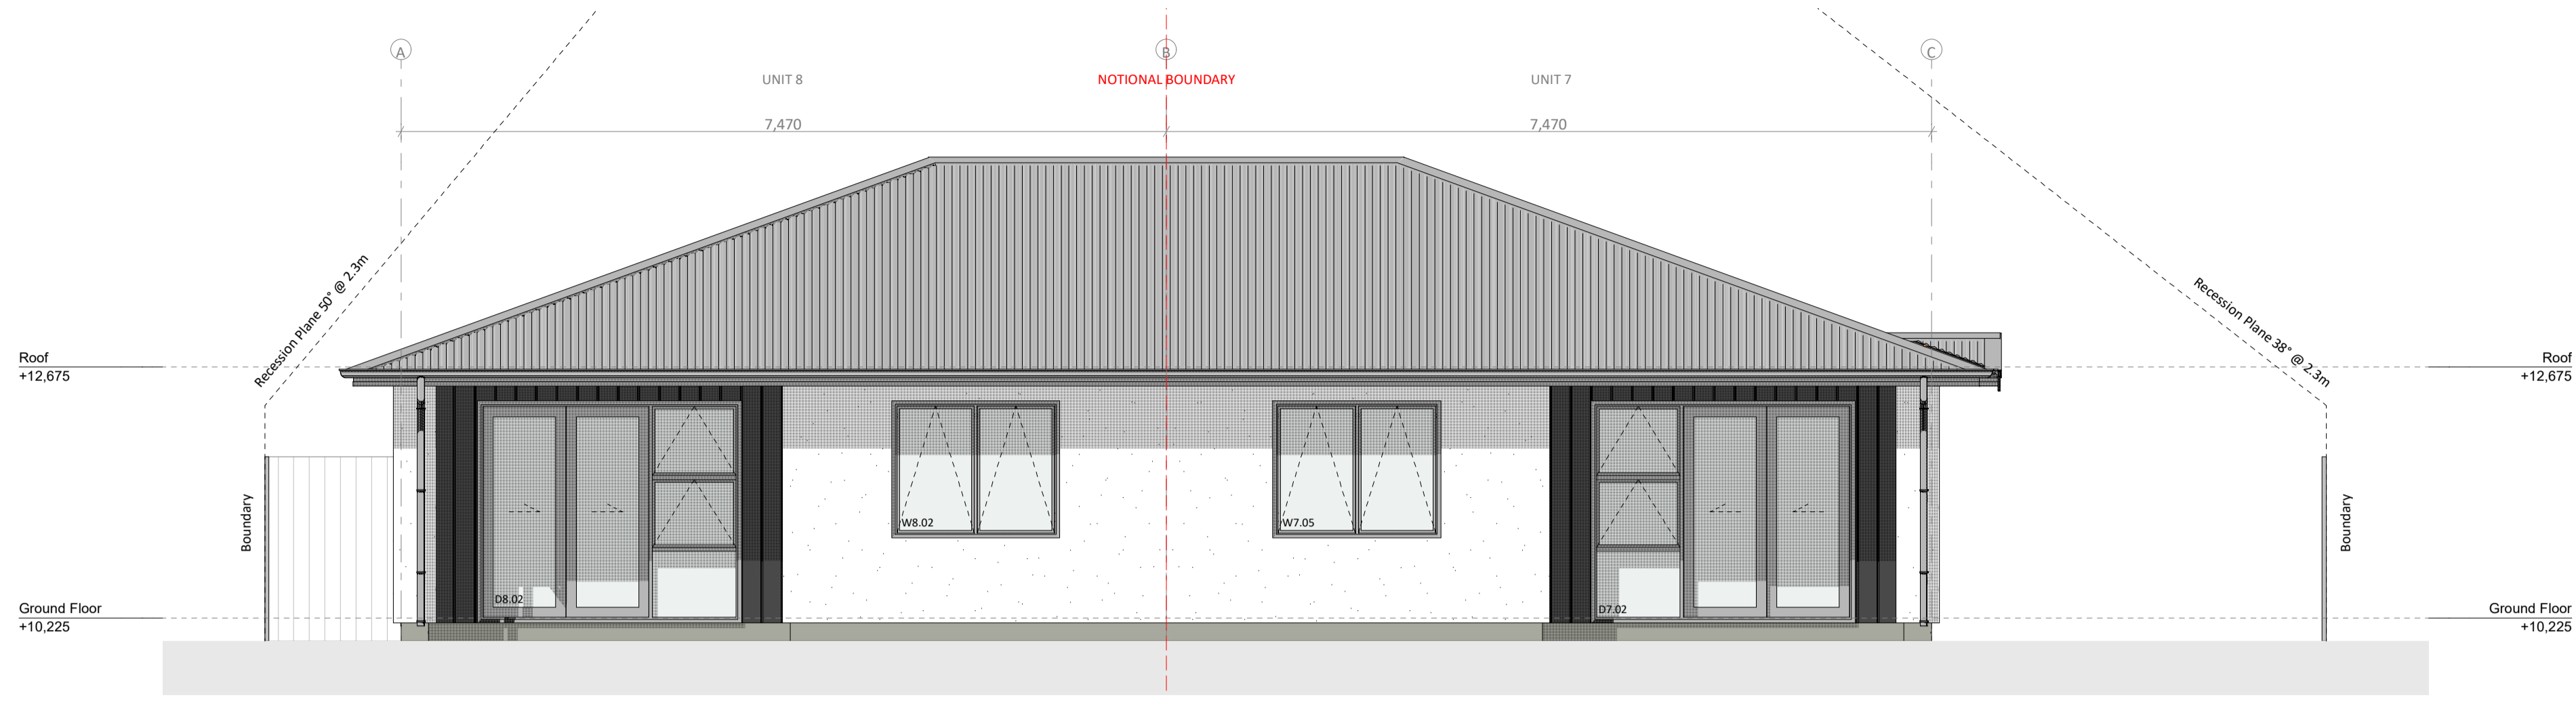 A
B
C
UNIT 8
NOTIONAL BOUNDARY
UNIT 7
7,470
7,470
Recession Plane 50° @ 2.3m
Recession Plane 38° @ 2.3m
Roof
+12,675
Roof
+12,675
Boundary
W8.02
W7.05
Boundary
D8.02
D7.02
Ground Floor
+10,225
Ground Floor
+10,225